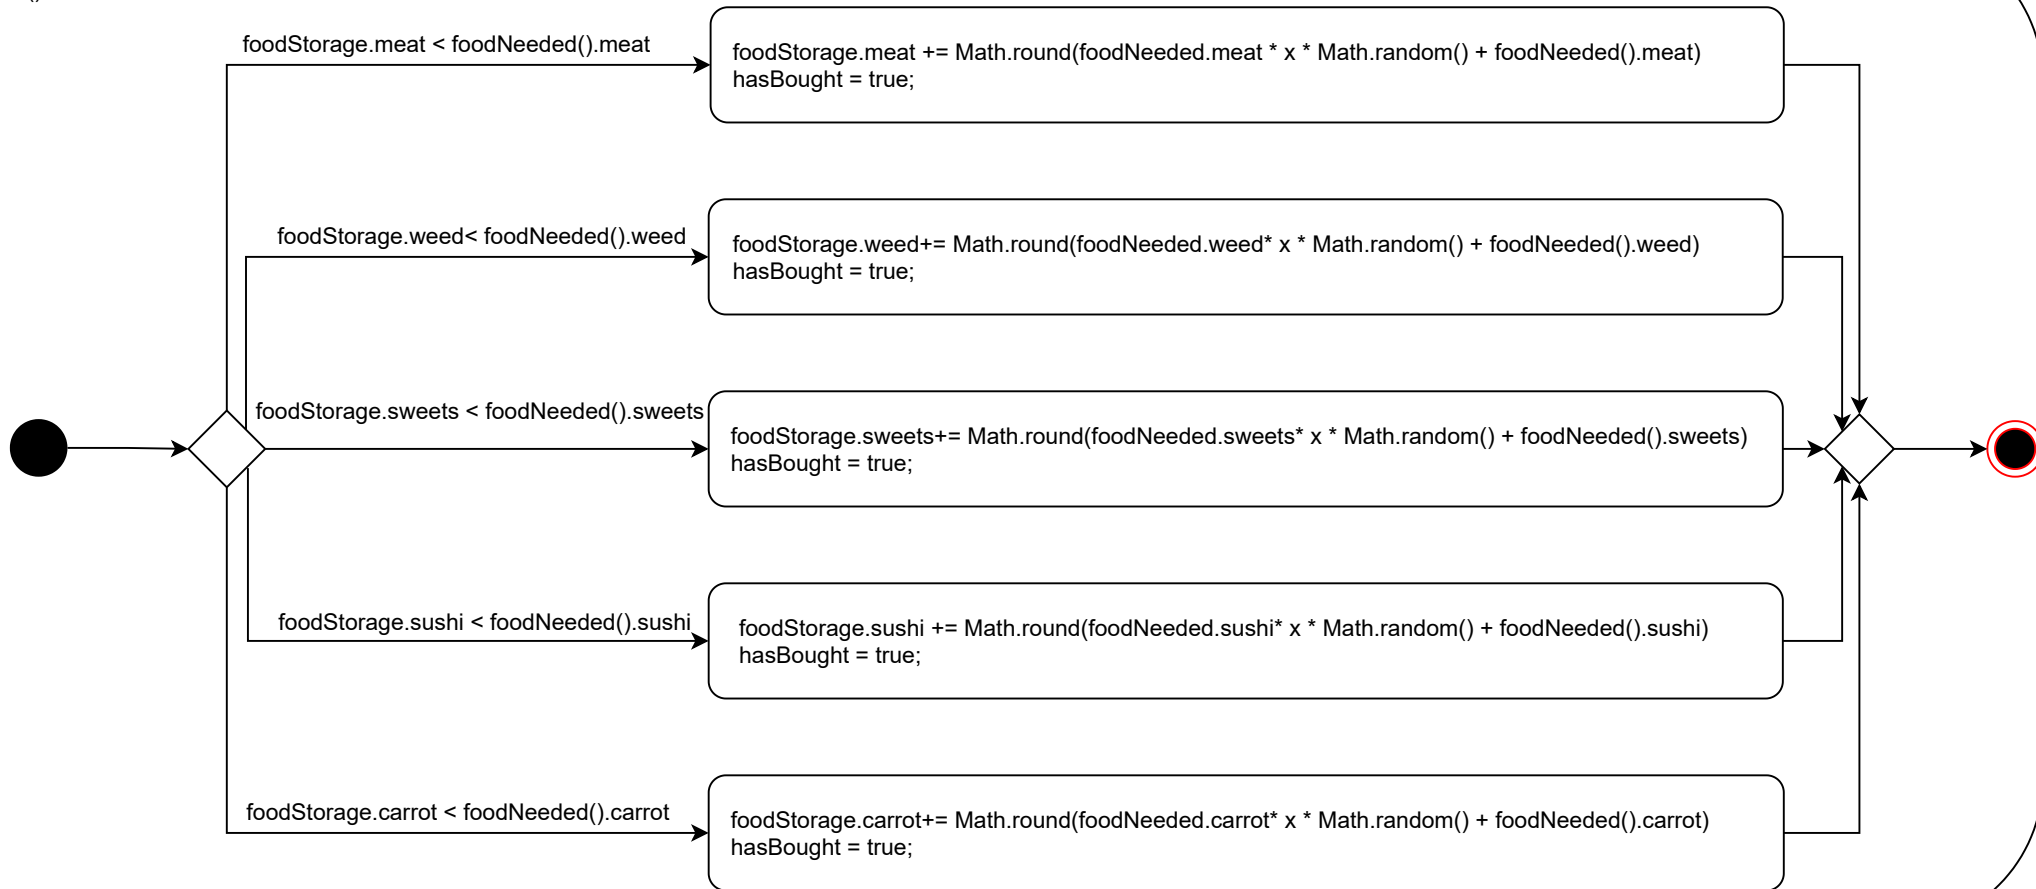 foodStorage.meat < foodNeeded().meat
foodStorage.meat += Math.round(foodNeeded.meat * x * Math.random() + foodNeeded().meat)
hasBought = true;
foodStorage.weed< foodNeeded().weed
foodStorage.weed+= Math.round(foodNeeded.weed* x * Math.random() + foodNeeded().weed)
hasBought = true;
foodStorage.sweets < foodNeeded().sweets
foodStorage.sweets+= Math.round(foodNeeded.sweets* x * Math.random() + foodNeeded().sweets)
hasBought = true;
foodStorage.sushi < foodNeeded().sushi
foodStorage.sushi += Math.round(foodNeeded.sushi* x * Math.random() + foodNeeded().sushi)
hasBought = true;
foodStorage.carrot < foodNeeded().carrot
foodStorage.carrot+= Math.round(foodNeeded.carrot* x * Math.random() + foodNeeded().carrot)
hasBought = true;